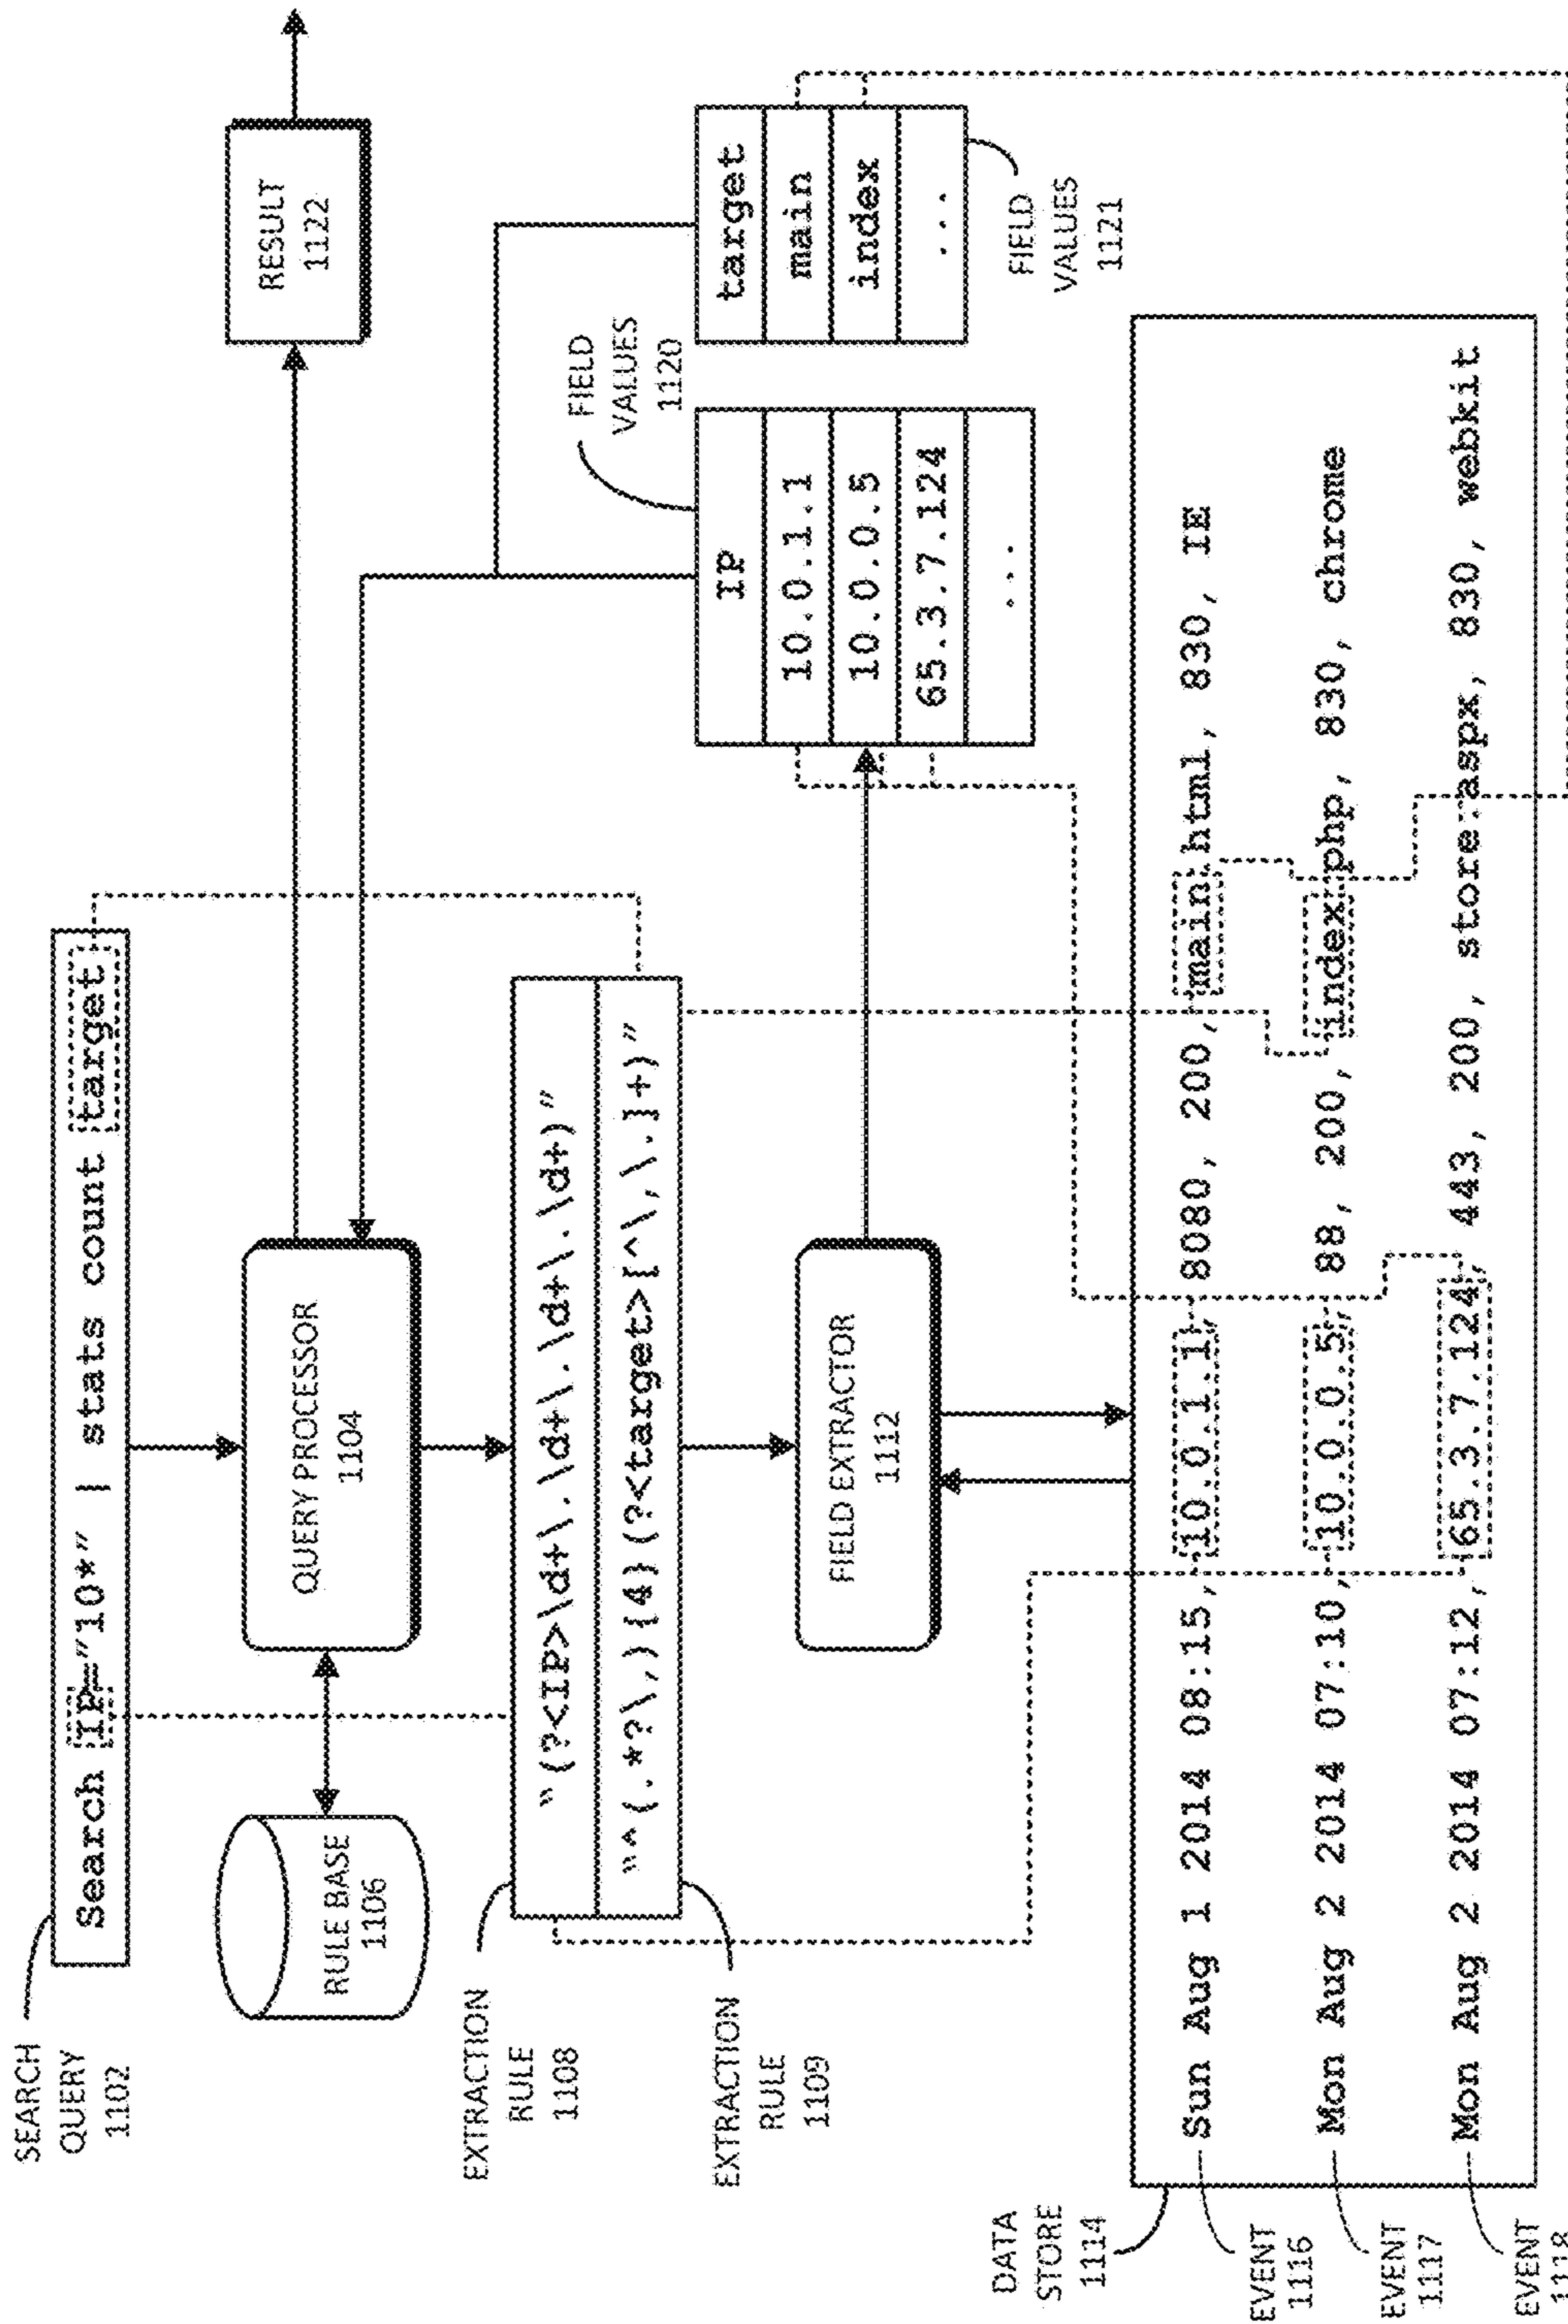 SEARCH
QUERY
1102
Search IP="10*" | stats count target
RULE BASE
1106
QUERY PROCESSOR
1104
RESULT
1122
EXTRACTION
RULE
1108
"(?<IP>\d+\.\d+\.\d+\.\d+)"
"^(.*?\,){4}(?<target>[^\,\.]+)"
EXTRACTION
RULE
1109
FIELD
VALUES
1120
IP
10.0.1.1
10.0.0.5
65.3.7.124
...
target
main
index
...
FIELD
VALUES
1121
FIELD EXTRACTOR
1112
DATA
STORE
1114
EVENT
1116
Sun Aug 1 2014 08:15, 10.0.1.1, 8080, 200, main.html, 830, IE
EVENT
1117
Mon Aug 2 2014 07:10, 10.0.0.5, 88, 200, index.php, 830, chrome
EVENT
1118
Mon Aug 2 2014 07:12, 65.3.7.124, 443, 200, store.aspx, 830, webkit